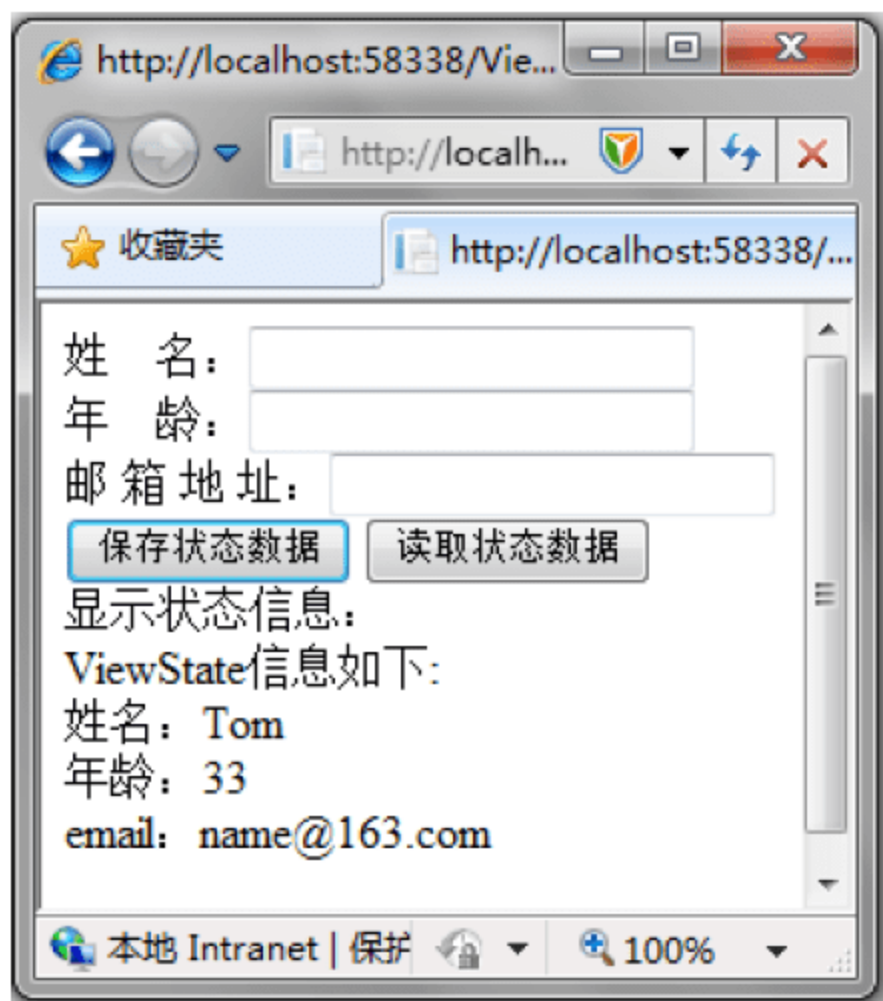 http://localhost:58338/Vie...
http://localh...
收藏夹
http://localhost:58338/...
姓 名：
年 龄：
邮 箱 地 址：
保存状态数据 读取状态数据
显示状态信息：
ViewState信息如下:
姓名：Tom
年龄：33
email：name@163.com
本地 Intranet | 保护 100%